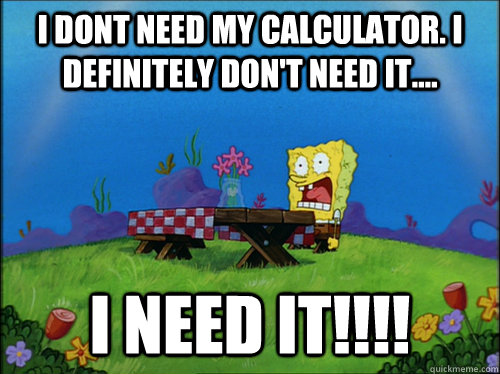 I DONT NEED MY CALCULATOR. I
DEFINITELY DON'T NEED IT....
I NEED IT!!!!
quickmeme.com